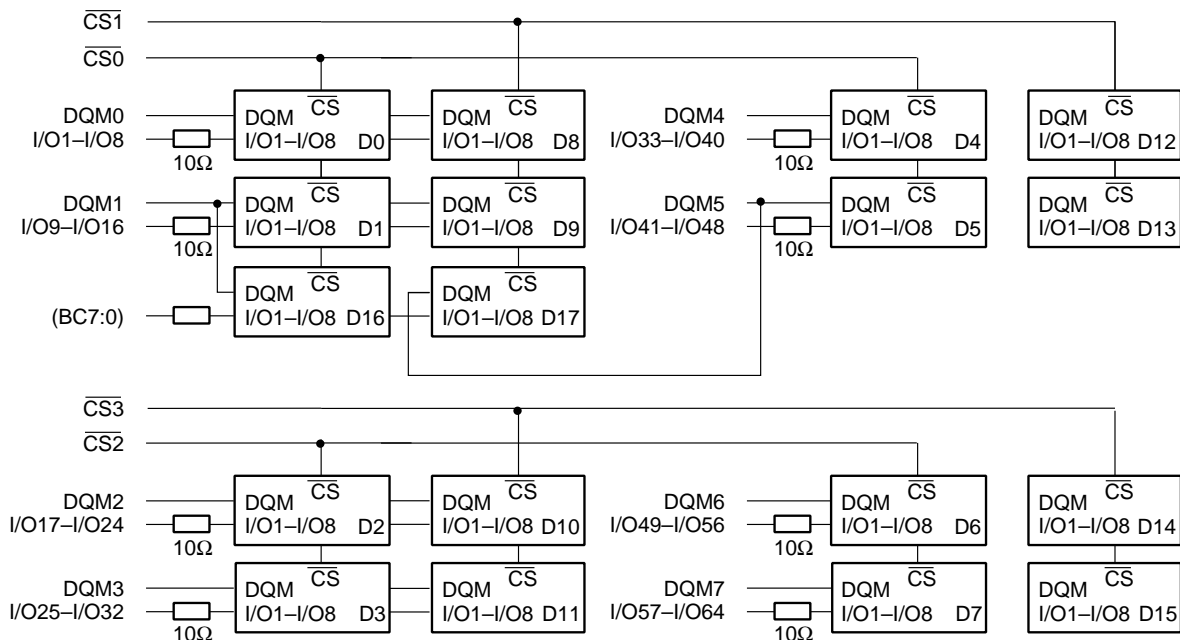 CS1
CS0
DQM0 DQM CS DQM CS DQM4 DQM CS DQM CS
I/O1–I/O8 I/O1–I/O8 D0 I/O1–I/O8 D8 I/O33–I/O40 I/O1–I/O8 D4 I/O1–I/O8 D12
10Ω 10Ω
DQM1 DQM CS DQM CS DQM5 DQM CS DQM CS
I/O9–I/O16 I/O1–I/O8 D1 I/O1–I/O8 D9 I/O41–I/O48 I/O1–I/O8 D5 I/O1–I/O8 D13
10Ω 10Ω
DQM CS DQM CS
(BC7:0) I/O1–I/O8 D16 I/O1–I/O8 D17
CS3
CS2
DQM2 DQM CS DQM CS DQM6 DQM CS DQM CS
I/O17–I/O24 I/O1–I/O8 D2 I/O1–I/O8 D10 I/O49–I/O56 I/O1–I/O8 D6 I/O1–I/O8 D14
10Ω 10Ω
DQM3 DQM CS DQM CS DQM7 DQM CS DQM CS
I/O25–I/O32 I/O1–I/O8 D3 I/O1–I/O8 D11 I/O57–I/O64 I/O1–I/O8 D7 I/O1–I/O8 D15
10Ω 10Ω